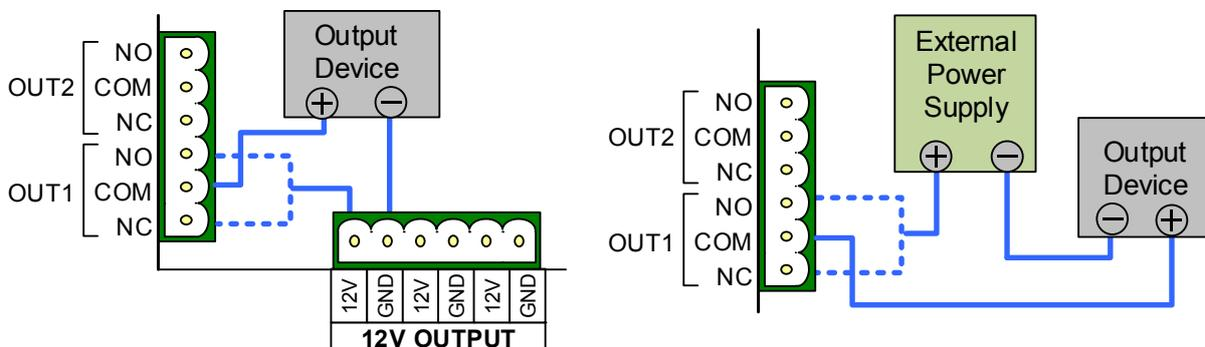 Output
Device
+
−
OUT2
NO
COM
NC
OUT1
NO
COM
NC
12V
GND
12V
GND
12V
GND
12V OUTPUT
External
Power
Supply
+
−
Output
Device
−
+
OUT2
NO
COM
NC
OUT1
NO
COM
NC